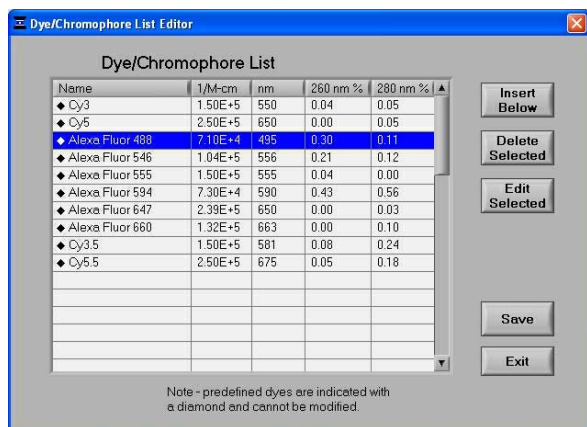 Dye/Chromophore List Editor
Dye/Chromophore List
Name 1/M-cm nm 260 nm % 280 nm %
◆ Cy3 1.50E+5 550 0.04 0.05
◆ Cy5 2.50E+5 650 0.00 0.05
◆ Alexa Fluor 488 7.10E+4 495 0.30 0.11
◆ Alexa Fluor 546 1.04E+5 556 0.21 0.12
◆ Alexa Fluor 555 1.50E+5 555 0.04 0.00
◆ Alexa Fluor 594 7.30E+4 590 0.43 0.56
◆ Alexa Fluor 647 2.39E+5 650 0.00 0.03
◆ Alexa Fluor 660 1.32E+5 663 0.00 0.10
◆ Cy3.5 1.50E+5 581 0.08 0.24
◆ Cy5.5 2.50E+5 675 0.05 0.18
Insert
Below
Delete
Selected
Edit
Selected
Save
Exit
Note - predefined dyes are indicated with
a diamond and cannot be modified.